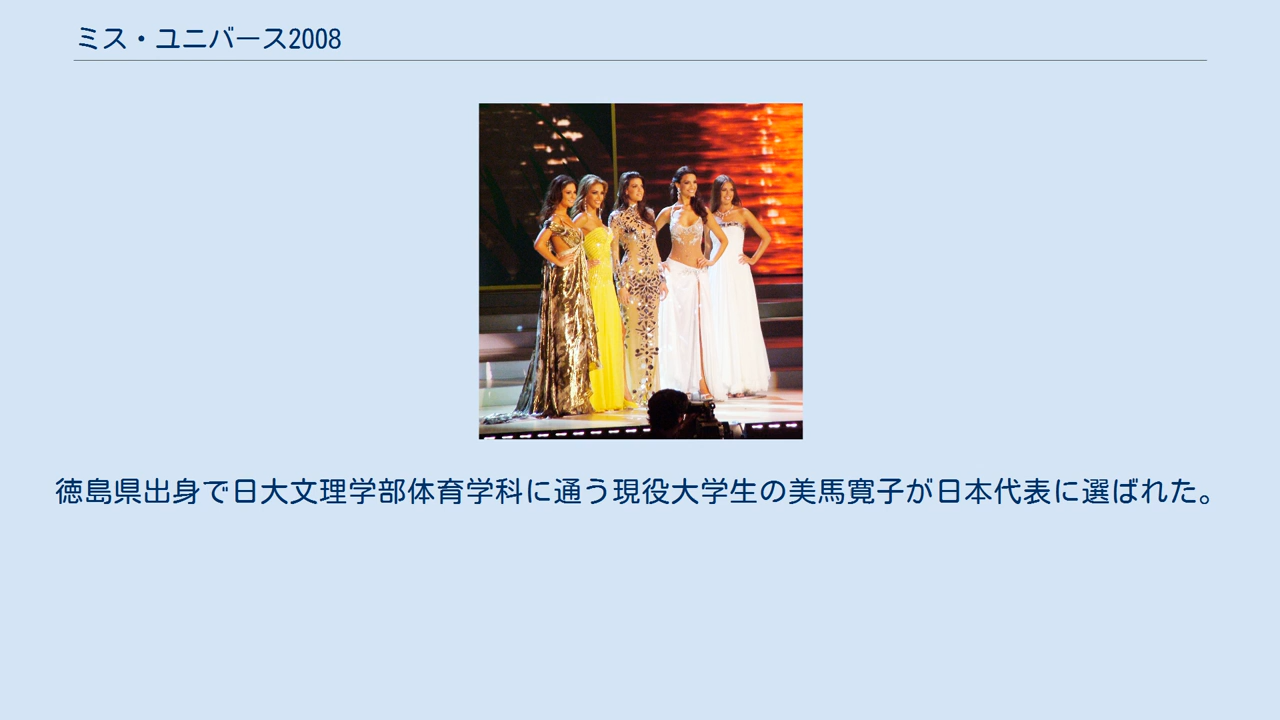 ミス・ユニバース2008
徳島県出身で日大文理学部体育学科に通う現役大学生の美馬寛子が日本代表に選ばれた。